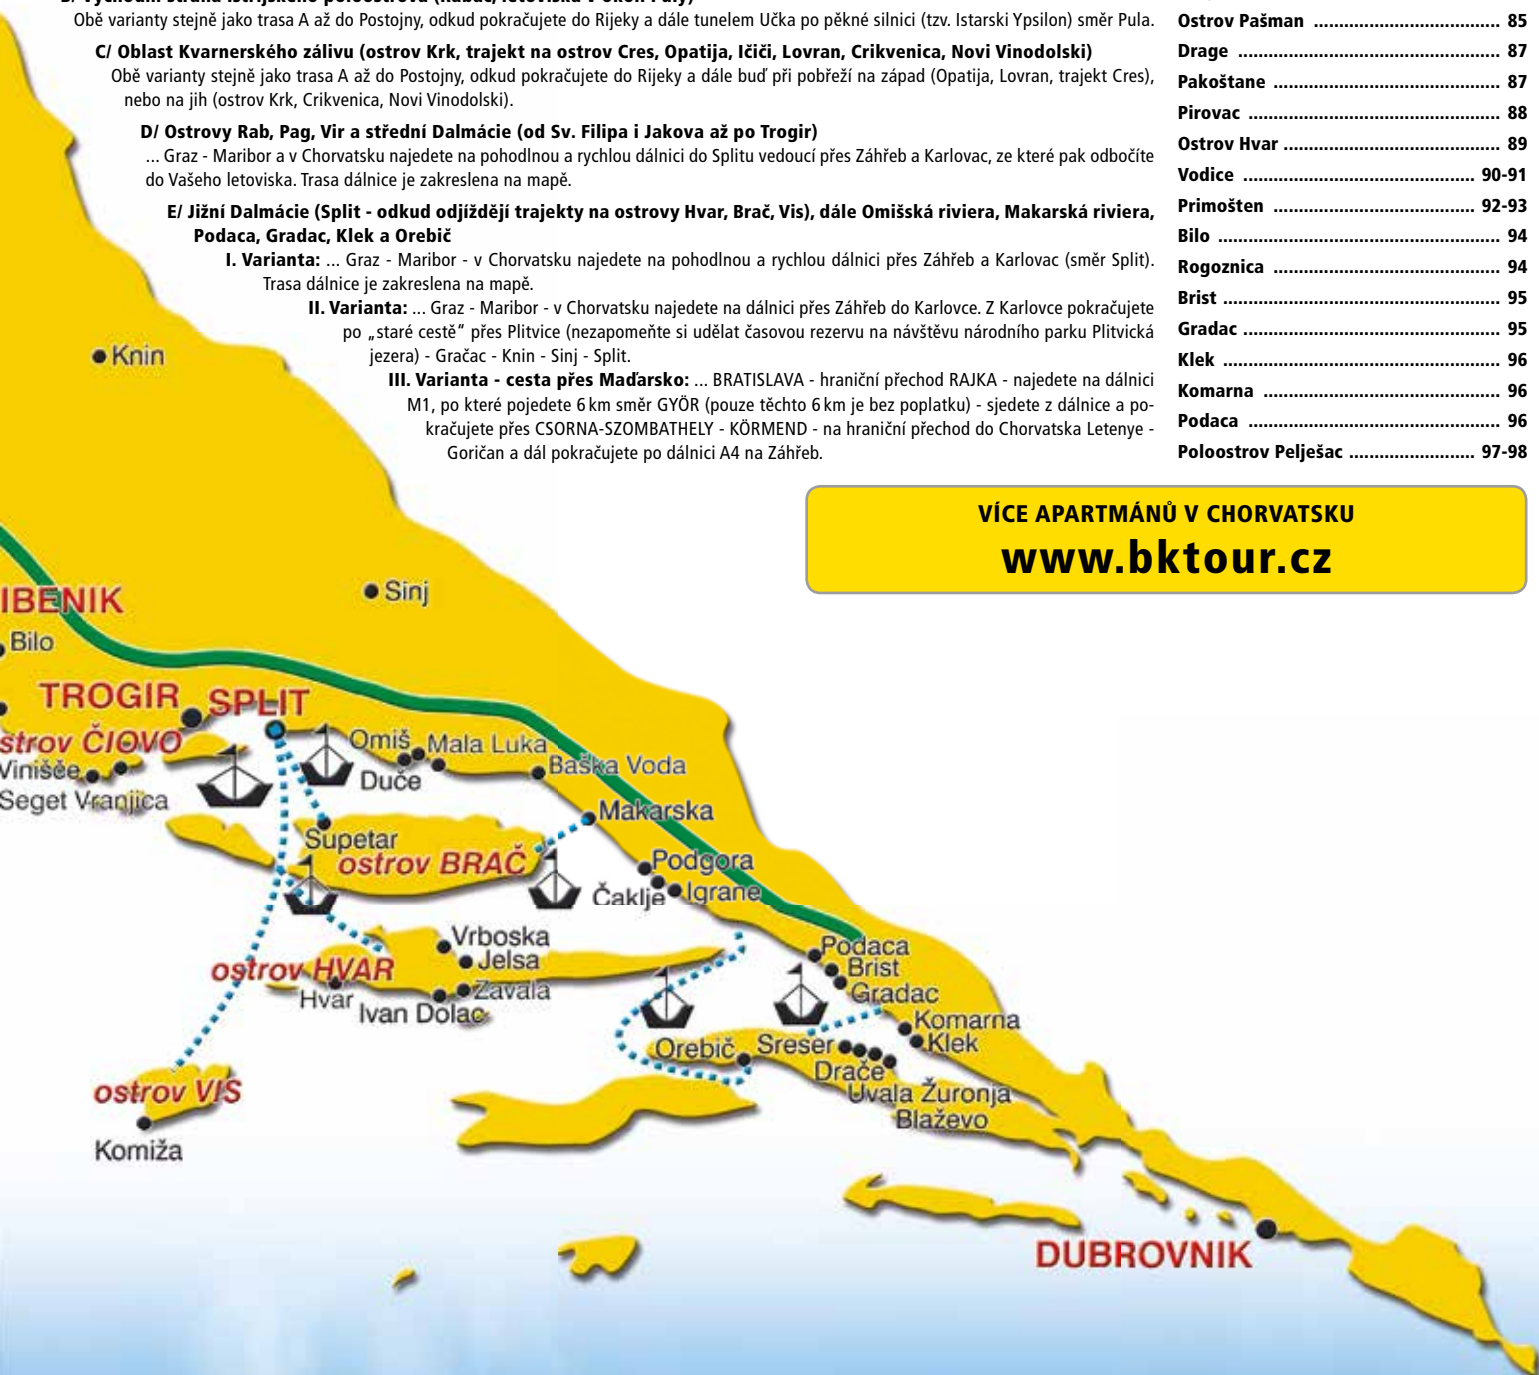 B/ Východní strana Istrijského poloostrova (Rabac, letoviska v okolí Puly)
Obě varianty stejně jako trasa A až do Postojny, odkud pokračujete do Rijeky a dále tunelem Učka po pěkné silnici (tzv. Istarski Ypsilon) směr Pula.
C/ Oblast Kvarnerského zálivu (ostrov Krk, trajekt na ostrov Cres, Opatija, Ičiči, Lovran, Crikvenica, Novi Vinodolski)
Obě varianty stejně jako trasa A až do Postojny, odkud pokračujete do Rijeky a dále buď při pobřeží na západ (Opatija, Lovran, trajekt Cres),
nebo na jih (ostrov Krk, Crikvenica, Novi Vinodolski).
D/ Ostrovy Rab, Pag, Vir a střední Dalmácie (od Sv. Filipa i Jakova až po Trogir)
... Graz - Maribor a v Chorvatsku najedete na pohodlnou a rychlou dálnici do Splitu vedoucí přes Záhřeb a Karlovac, ze které pak odbočíte
do Vašeho letoviska. Trasa dálnice je zakreslena na mapě.
E/ Jižní Dalmácie (Split - odkud odjíždějí trajekty na ostrovy Hvar, Brač, Vis), dále Omišská riviera, Makarská riviera,
Podaca, Gradac, Klek a Orebič
I. Varianta: ... Graz - Maribor - v Chorvatsku najedete na pohodlnou a rychlou dálnici přes Záhřeb a Karlovac (směr Split).
Trasa dálnice je zakreslena na mapě.
II. Varianta: ... Graz - Maribor - v Chorvatsku najedete na dálnici přes Záhřeb do Karlovce. Z Karlovce pokračujete
po „staré cestě“ přes Plitvice (nezapomeňte si udělat časovou rezervu na návštěvu národního parku Plitvická
jezera) - Gračac - Knin - Sinj - Split.
III. Varianta - cesta přes Maďarsko: ... BRATISLAVA - hraniční přechod RAJKA - najedete na dálnici
M1, po které pojedete 6 km směr GYÖR (pouze těchto 6 km je bez poplatku) - sjedete z dálnice a po-
kračujete přes CSORNA-SZOMBATHELY - KÖRMEND - na hraniční přechod do Chorvatska Letenye -
Goričan a dál pokračujete po dálnici A4 na Záhřeb.
Ostrov Pašman ................................ 85
Drage ................................ 87
Pakoštane ................................ 87
Pirovac ................................ 88
Ostrov Hvar ................................ 89
Vodice ................................ 90-91
Primošten ................................ 92-93
Bilo ................................ 94
Rogoznica ................................ 94
Brist ................................ 95
Gradac ................................ 95
Klek ................................ 96
Komarna ................................ 96
Podaca ................................ 96
Poloostrov Pelješac ......................... 97-98
VÍCE APARTMÁNŮ V CHORVATSKU
www.bktour.cz
Knin
Sinj
IBENIK
Bilo
TROGIR
SPLIT
strov ČIOVO
Vinišče
Seget Vranjica
Omiš
Mala Luka
Duče
Baška Voda
Makarska
Supetar
ostrov BRAČ
Podgora
Čaklje
Igrane
Vrboska
Jelsa
ostrov HVAR
Zavala
Hvar
Ivan Dolac
Podaca
Brist
Gradac
Komarna
Klek
Orebič
Sreser
Drače
Uvala Žuronja
Blaževo
ostrov VIS
Komiža
DUBROVNIK